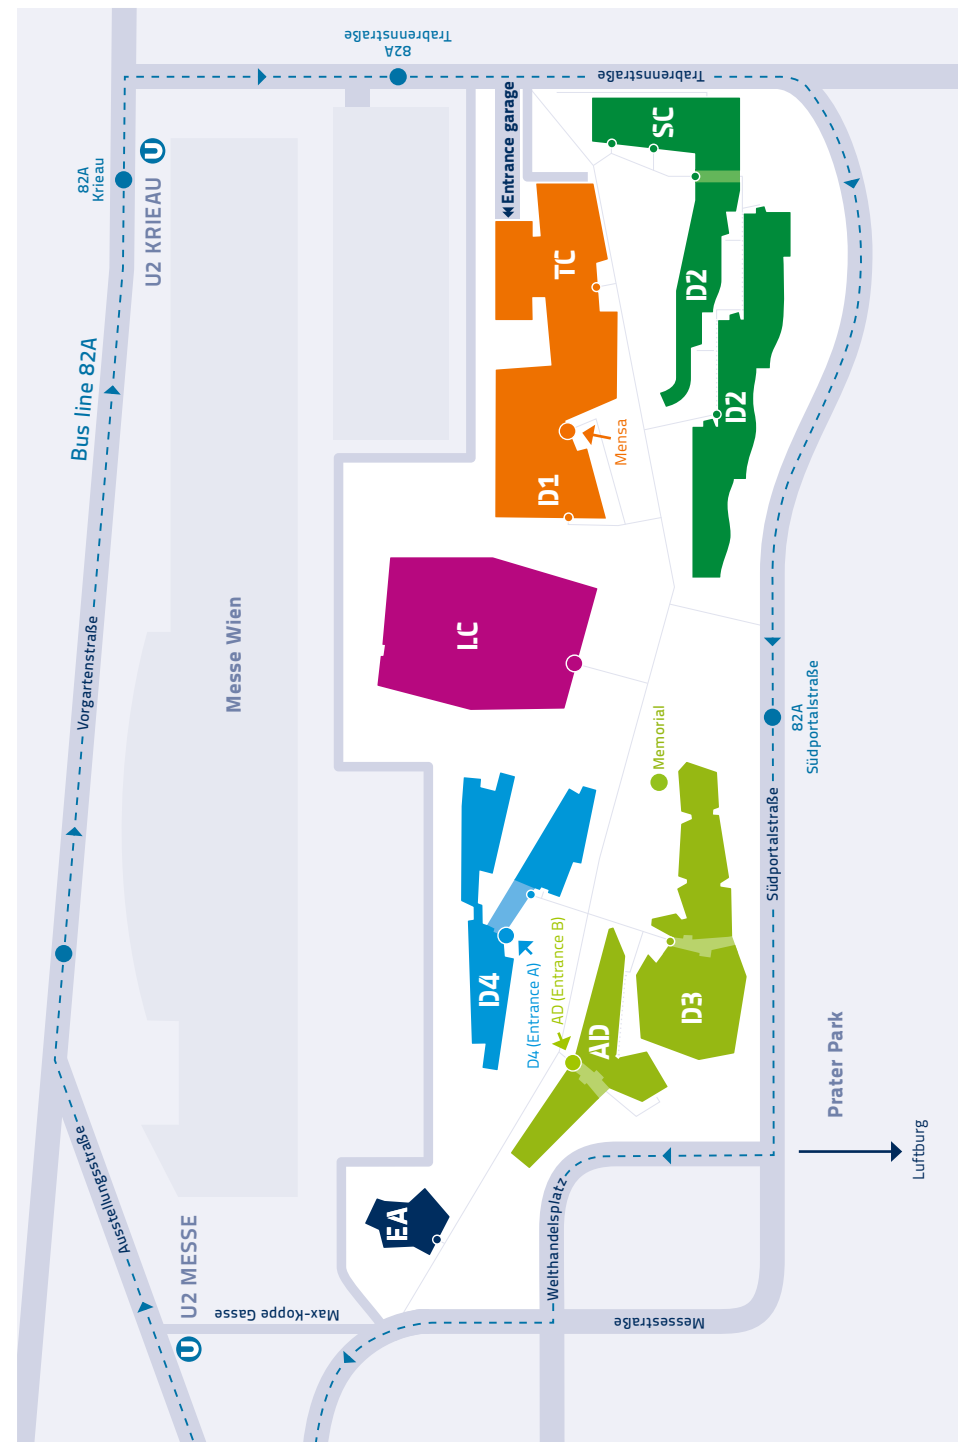 Trabrennstraße
82A
Trabrennstraße
Entrance garage
SC
82A
Krieau
U
U2 KRIEAU
TC
D2
Bus line 82A
D2
Mensa
D1
Vorgartenstraße
Messe Wien
LC
Memorial
82A
Südportalstraße
Südportalstraße
D4
D4 (Entrance A)
AD (Entrance B)
AD
D3
Prater Park
Luftburg
Ausstellungsstraße
EA
Welthandelsplatz
U2 MESSE
U
Max-Koppe Gasse
Messestraße